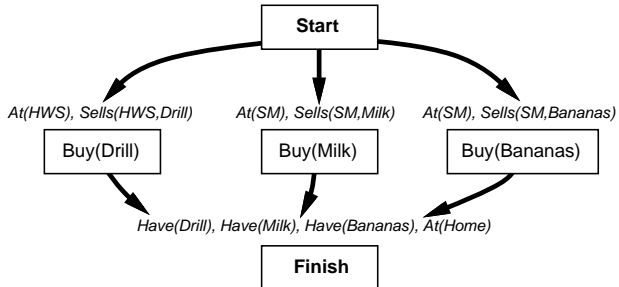 Start
At(HWS), Sells(HWS,Drill) At(SM), Sells(SM,Milk) At(SM), Sells(SM,Bananas)
Buy(Drill) Buy(Milk) Buy(Bananas)
Have(Drill), Have(Milk), Have(Bananas), At(Home)
Finish